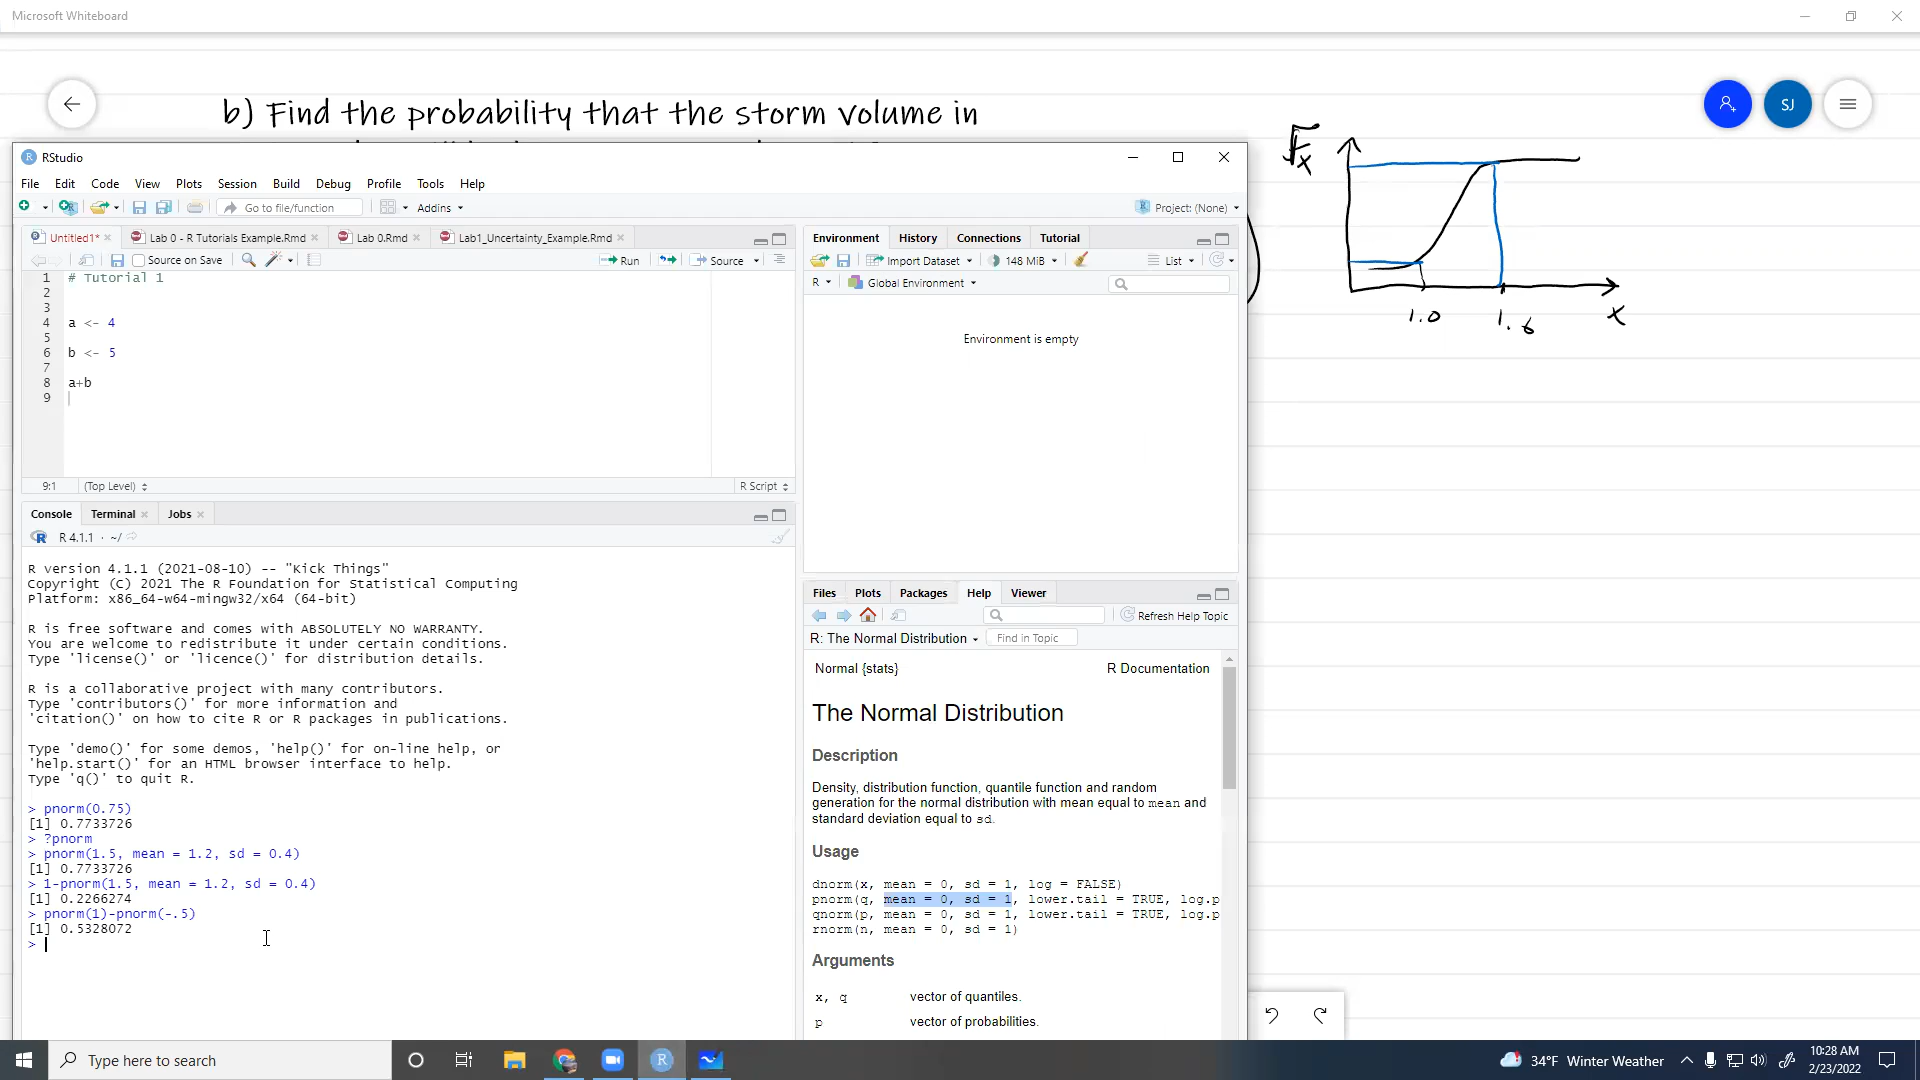 Microsoft Whiteboard
b) Find the probability that the storm volume in
SJ
Fx
1.0
1.6
x
RStudio
File Edit Code View Plots Session Build Debug Profile Tools Help
Go to file/function
Addins
Project: (None)
Untitled1*
Lab 0 - R Tutorials Example.Rmd
Lab 0.Rmd
Lab1_Uncertainty_Example.Rmd
Source on Save
Run
Source
1 # Tutorial 1
2
3
4 a <- 4
5
6 b <- 5
7
8 a+b
9
9:1
(Top Level)
R Script
Environment History Connections Tutorial
Import Dataset
148 MiB
List
R
Global Environment
Environment is empty
Console Terminal Jobs
R 4.1.1 · ~/
R version 4.1.1 (2021-08-10) -- "Kick Things"
Copyright (C) 2021 The R Foundation for Statistical Computing
Platform: x86_64-w64-mingw32/x64 (64-bit)
R is free software and comes with ABSOLUTELY NO WARRANTY.
You are welcome to redistribute it under certain conditions.
Type 'license()' or 'licence()' for distribution details.
R is a collaborative project with many contributors.
Type 'contributors()' for more information and
'citation()' on how to cite R or R packages in publications.
Type 'demo()' for some demos, 'help()' for on-line help, or
'help.start()' for an HTML browser interface to help.
Type 'q()' to quit R.
> pnorm(0.75)
[1] 0.7733726
> ?pnorm
> pnorm(1.5, mean = 1.2, sd = 0.4)
[1] 0.7733726
> 1-pnorm(1.5, mean = 1.2, sd = 0.4)
[1] 0.2266274
> pnorm(1)-pnorm(-.5)
[1] 0.5328072
>
Files Plots Packages Help Viewer
Refresh Help Topic
R: The Normal Distribution
Find in Topic
Normal {stats}
R Documentation
The Normal Distribution
Description
Density, distribution function, quantile function and random
generation for the normal distribution with mean equal to mean and
standard deviation equal to sd.
Usage
dnorm(x, mean = 0, sd = 1, log = FALSE)
pnorm(q, mean = 0, sd = 1, lower.tail = TRUE, log.p
qnorm(p, mean = 0, sd = 1, lower.tail = TRUE, log.p
rnorm(n, mean = 0, sd = 1)
Arguments
x, q vector of quantiles.
p vector of probabilities.
Type here to search
34°F Winter Weather
10:28 AM
2/23/2022